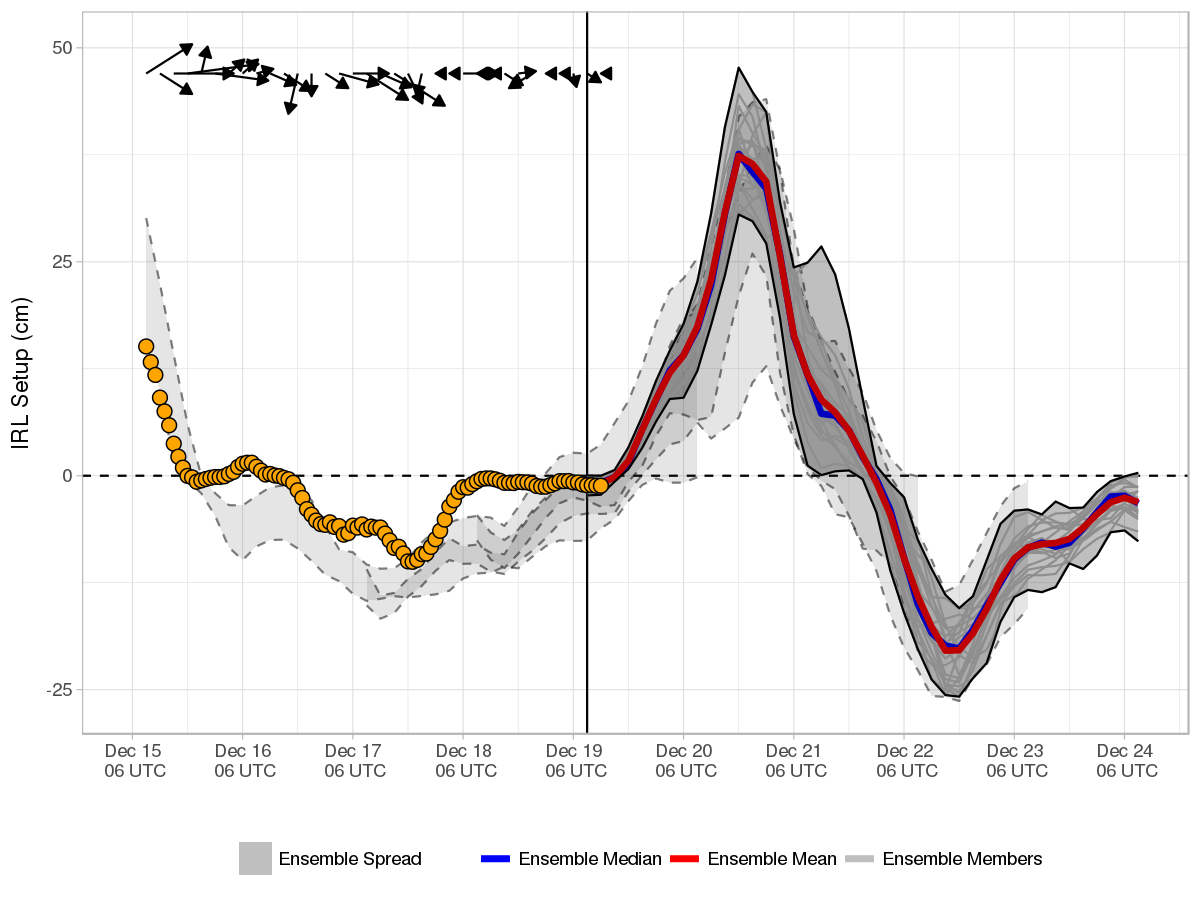 IRL Setup (cm)
50
25
0
-25
Dec 15 Dec 16 Dec 17 Dec 18 Dec 19 Dec 20 Dec 21 Dec 22 Dec 23 Dec 24
06 UTC 06 UTC 06 UTC 06 UTC 06 UTC 06 UTC 06 UTC 06 UTC 06 UTC 06 UTC
Ensemble Spread Ensemble Median Ensemble Mean Ensemble Members